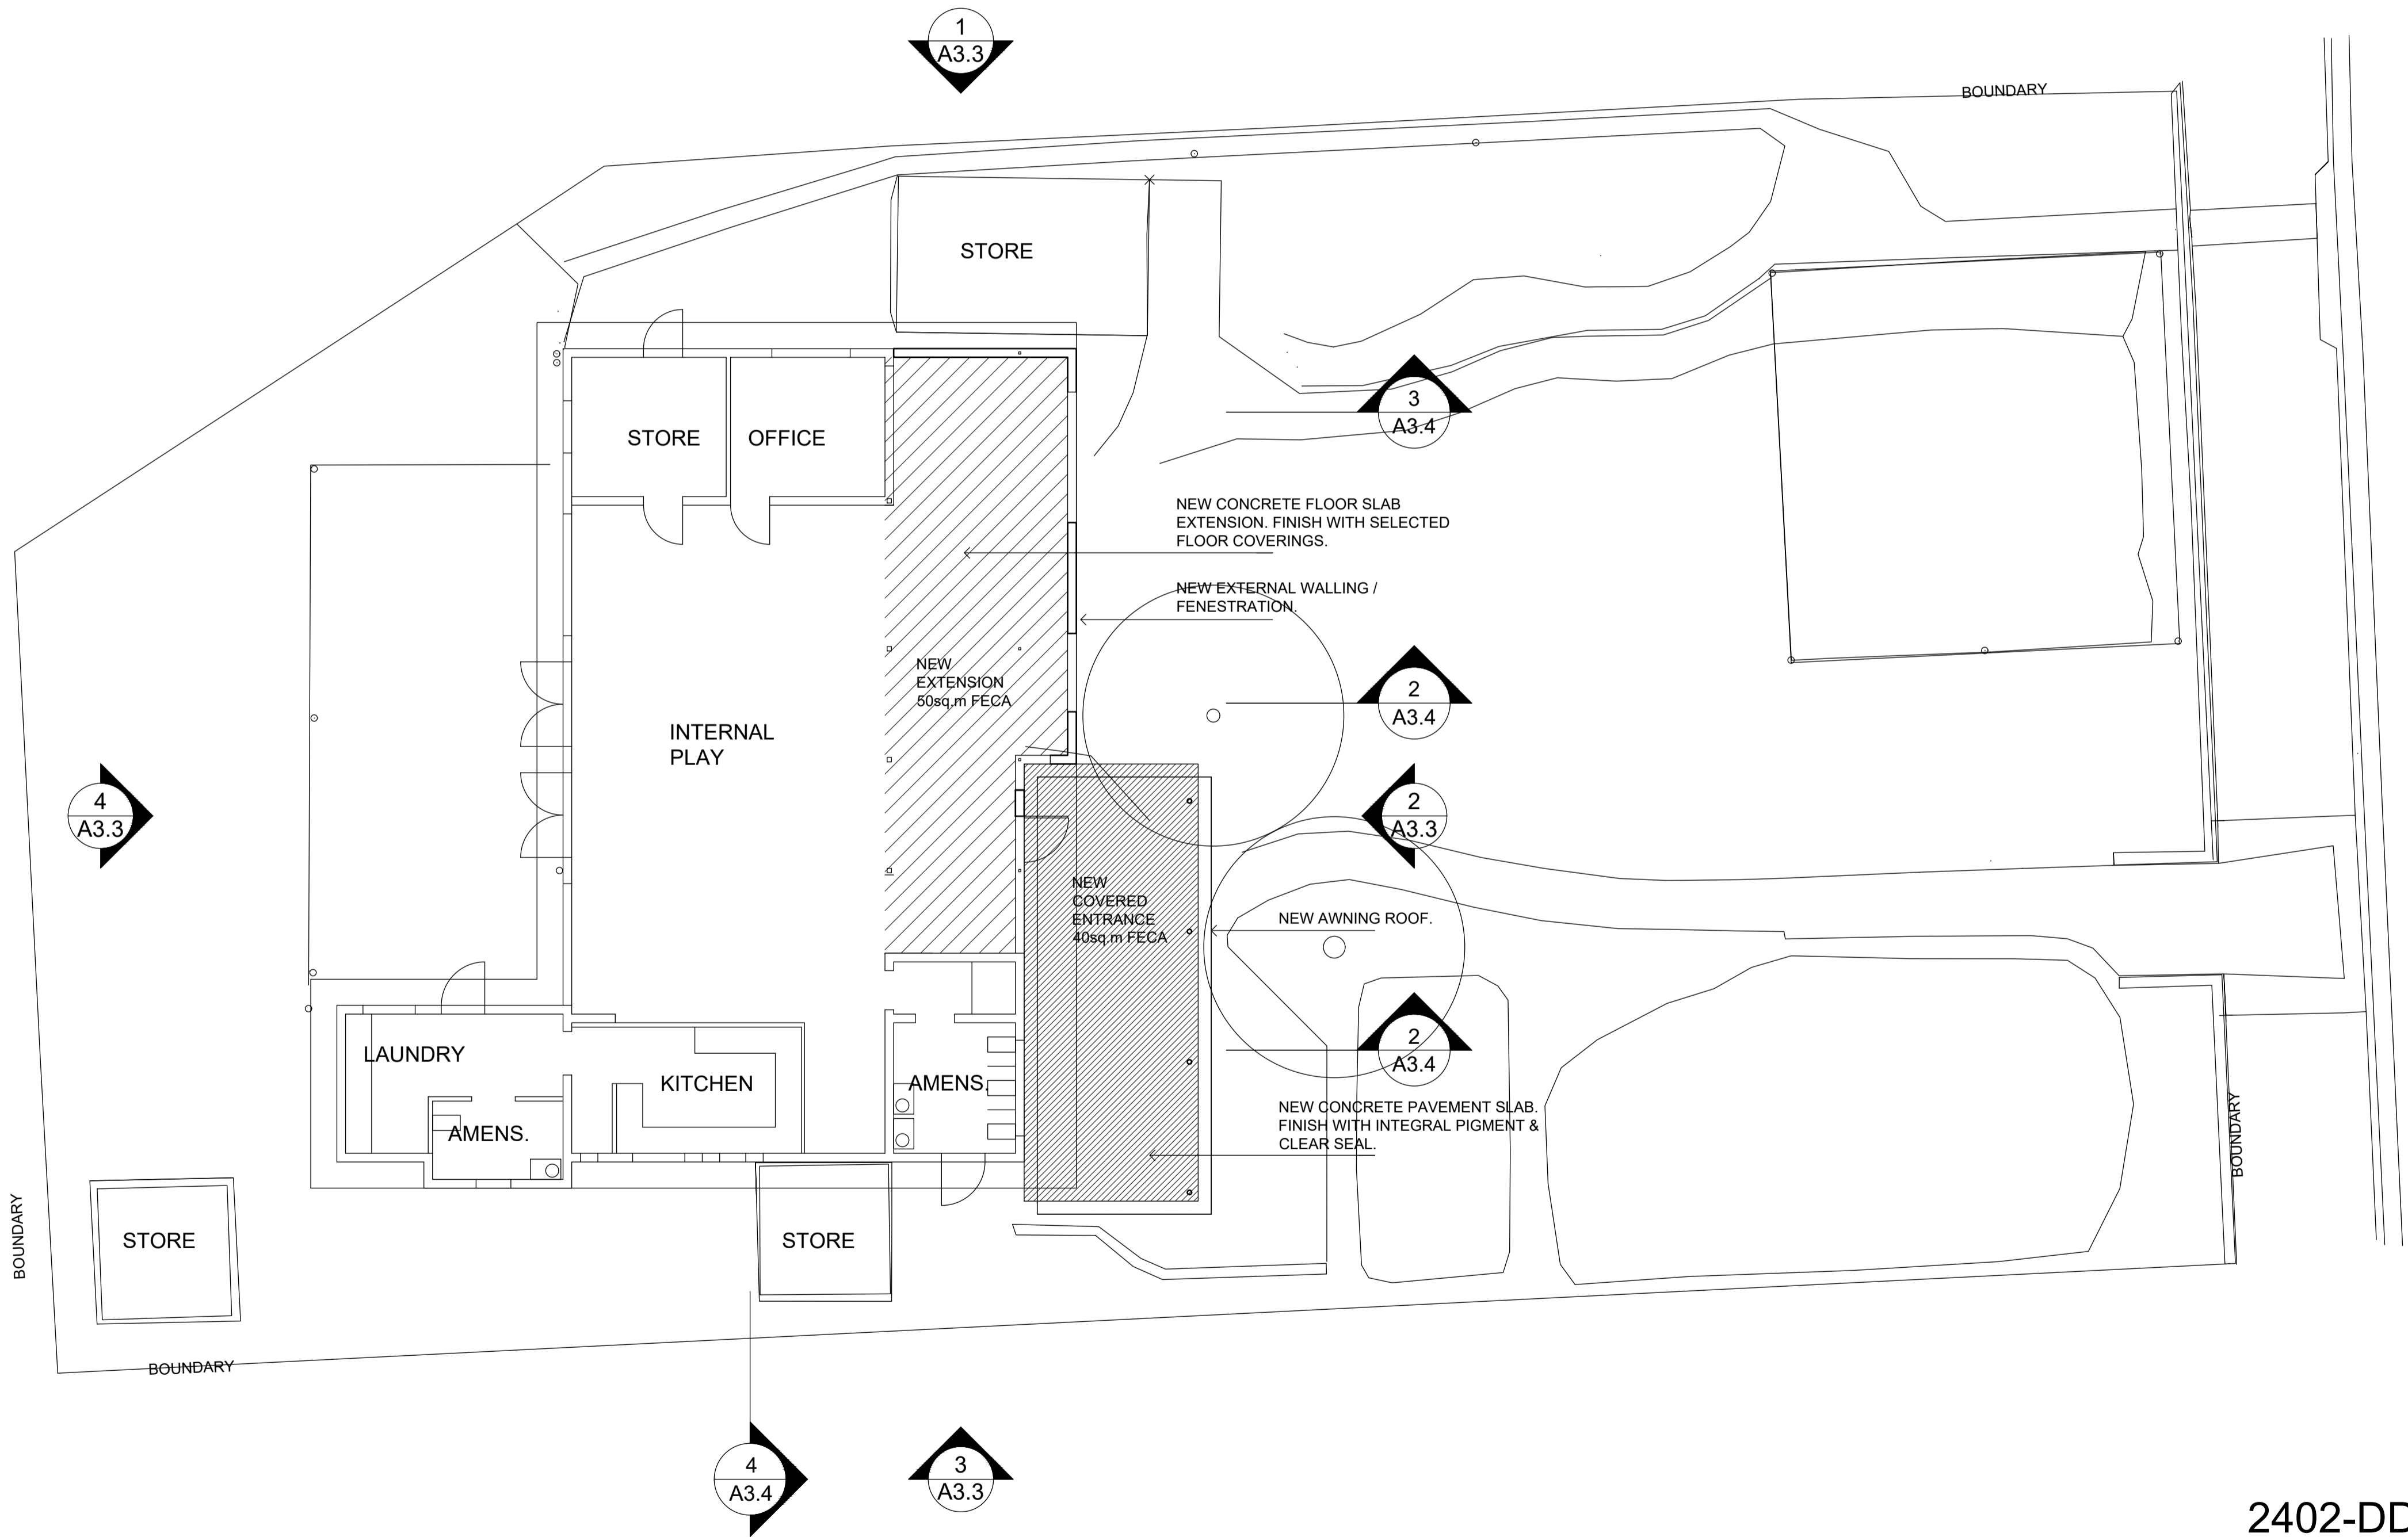 1
A3.3
BOUNDARY
STORE
STORE
OFFICE
3
A3.4
NEW CONCRETE FLOOR SLAB
EXTENSION. FINISH WITH SELECTED
FLOOR COVERINGS.
NEW EXTERNAL WALLING /
FENESTRATION.
NEW
EXTENSION
50sq.m FECA
2
A3.4
INTERNAL
PLAY
4
A3.3
2
A3.3
NEW
COVERED
ENTRANCE
40sq.m FECA
NEW AWNING ROOF.
LAUNDRY
KITCHEN
AMENS.
2
A3.4
AMENS.
NEW CONCRETE PAVEMENT SLAB.
FINISH WITH INTEGRAL PIGMENT &
CLEAR SEAL.
BOUNDARY
BOUNDARY
STORE
STORE
BOUNDARY
4
A3.4
3
A3.3
2402-DD